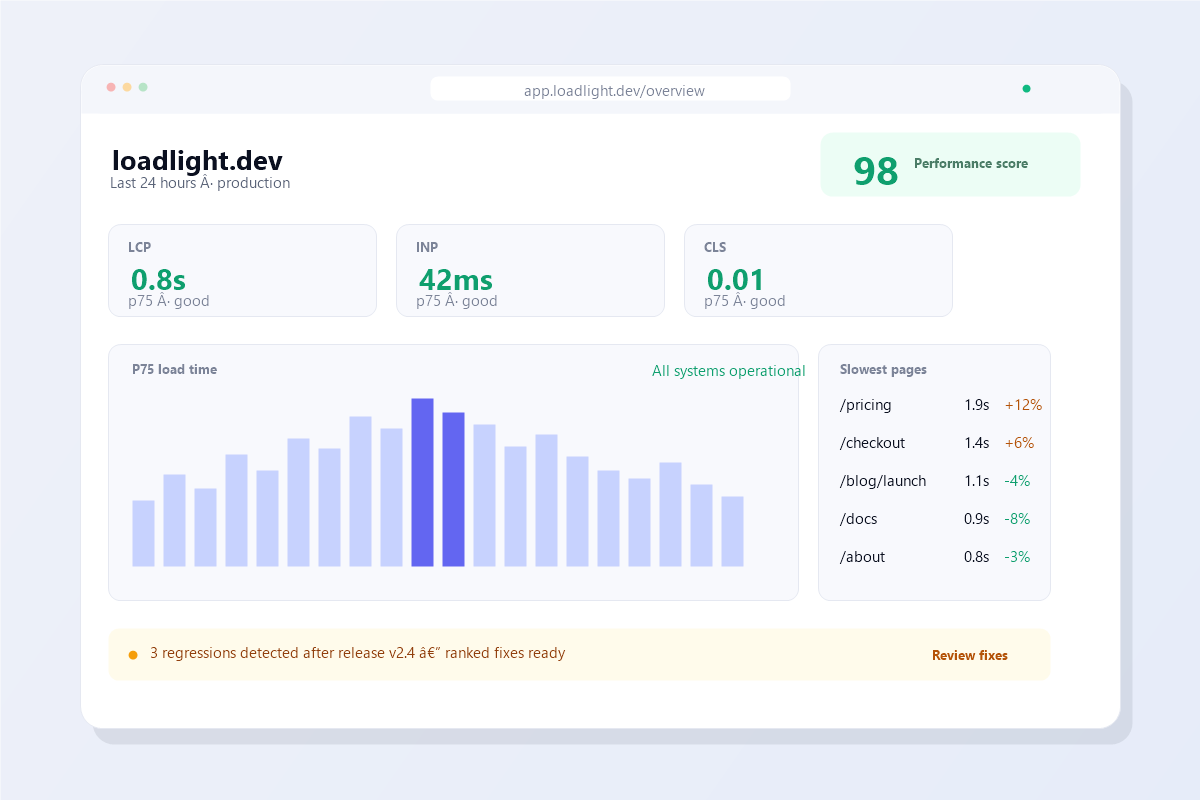 app.loadlight.dev/overview
loadlight.dev
Last 24 hours Â· production
98 Performance score
LCP
0.8s
p75 Â· good
INP
42ms
p75 Â· good
CLS
0.01
p75 Â· good
P75 load time
All systems operational
Slowest pages
/pricing 1.9s +12%
/checkout 1.4s +6%
/blog/launch 1.1s -4%
/docs 0.9s -8%
/about 0.8s -3%
3 regressions detected after release v2.4 â€” ranked fixes ready
Review fixes